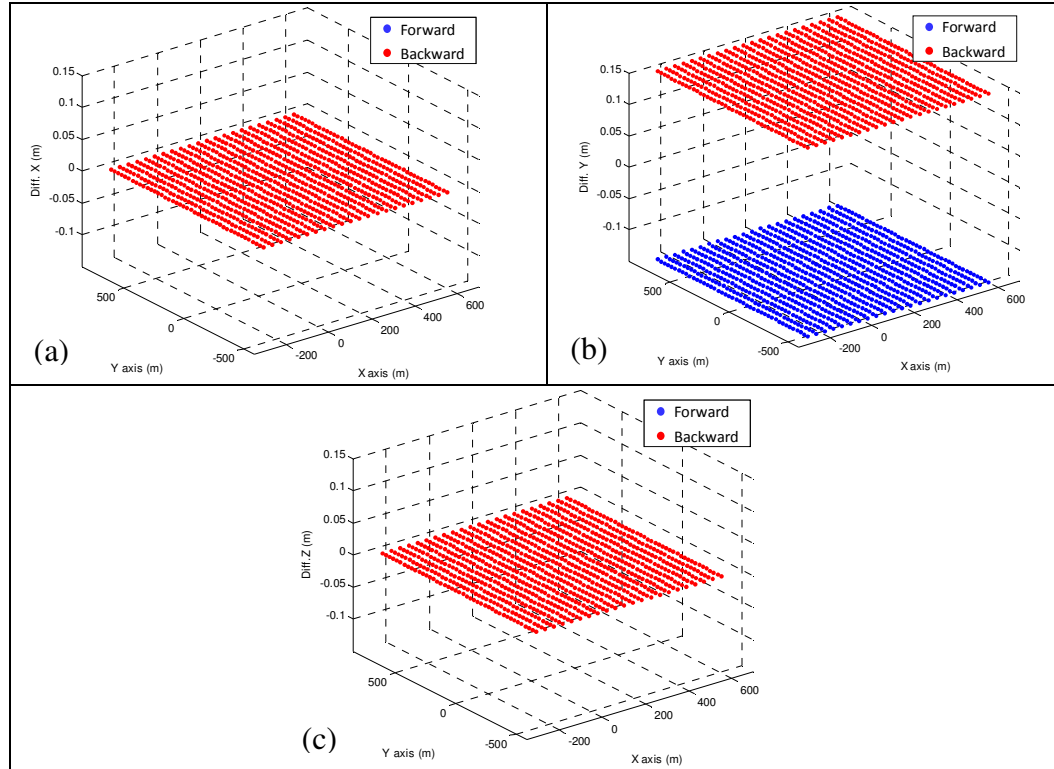 Forward
Backward
0.15
0.1
0.05
0
-0.05
-0.1
Diff. X (m)
500
0
-500
Y axis (m)
-200
0
200
400
600
X axis (m)
(a)
Forward
Backward
0.15
0.1
0.05
0
-0.05
-0.1
Diff. Y (m)
500
0
-500
Y axis (m)
-200
0
200
400
600
X axis (m)
(b)
Forward
Backward
0.15
0.1
0.05
0
-0.05
-0.1
Diff.Z (m)
500
0
-500
Y axis (m)
-200
0
200
400
600
X axis (m)
(c)